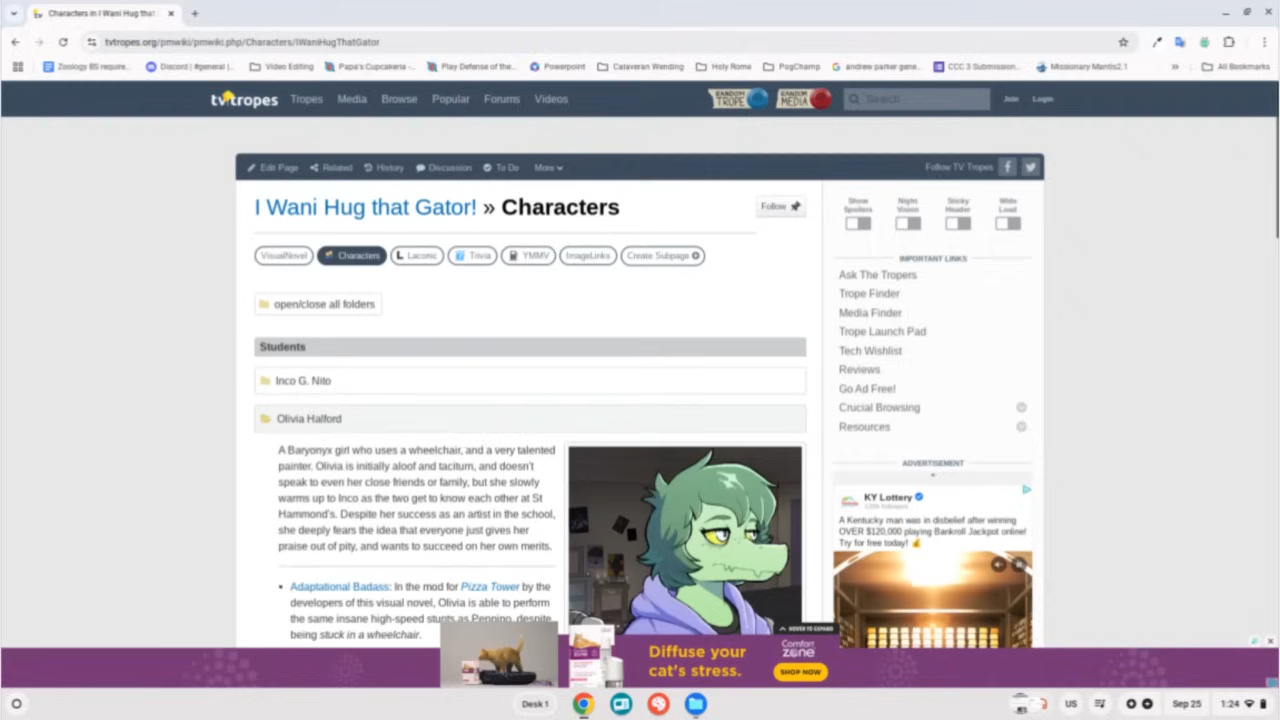 Characters in I Wani Hug that
tvtropes.org/pmwiki/pmwiki.php/Characters/IWaniHugThatGator
Zoology BS require...
Discord | #general |...
Video Editing
Papa's Cupcakeria -...
Play Defense of the...
Powerpoint
Calaveran Wending
Holy Roma
PogChamp
andrew parker gene...
CCC 3 Submission...
Missionary Mantis2.1
»
All Bookmarks
tvtropes
Tropes
Media
Browse
Popular
Forums
Videos
RANDOM TROPE
RANDOM MEDIA
Search
Join
Login
Edit Page
Related
History
Discussion
To Do
More
Follow TV Tropes
I Wani Hug that Gator! » Characters
Follow
VisualNovel
Characters
Laconic
Trivia
YMMV
ImageLinks
Create Subpage
open/close all folders
Students
Inco G. Nito
Olivia Halford
A Baryonyx girl who uses a wheelchair, and a very talented
painter. Olivia is initially aloof and taciturn, and doesn't
speak to even her close friends or family, but she slowly
warms up to Inco as the two get to know each other at St
Hammond's. Despite her success as an artist in the school,
she deeply fears the idea that everyone just gives her
praise out of pity, and wants to succeed on her own merits.
• Adaptational Badass: In the mod for Pizza Tower by the
developers of this visual novel, Olivia is able to perform
the same insane high-speed stunts as Peppino, despite
being stuck in a wheelchair.
Show Spoilers
Night Vision
Sticky Header
Wide Load
IMPORTANT LINKS
Ask The Tropers
Trope Finder
Media Finder
Trope Launch Pad
Tech Wishlist
Reviews
Go Ad Free!
Crucial Browsing
Resources
ADVERTISEMENT
KY Lottery
A Kentucky man was in disbelief after winning
OVER $120,000 playing Bankroll Jackpot online!
Try for free today!
HOVER TO EXPAND
Diffuse your
cat's stress.
Comfort
zone
SHOP NOW
Desk 1
US
Sep 25
1:24